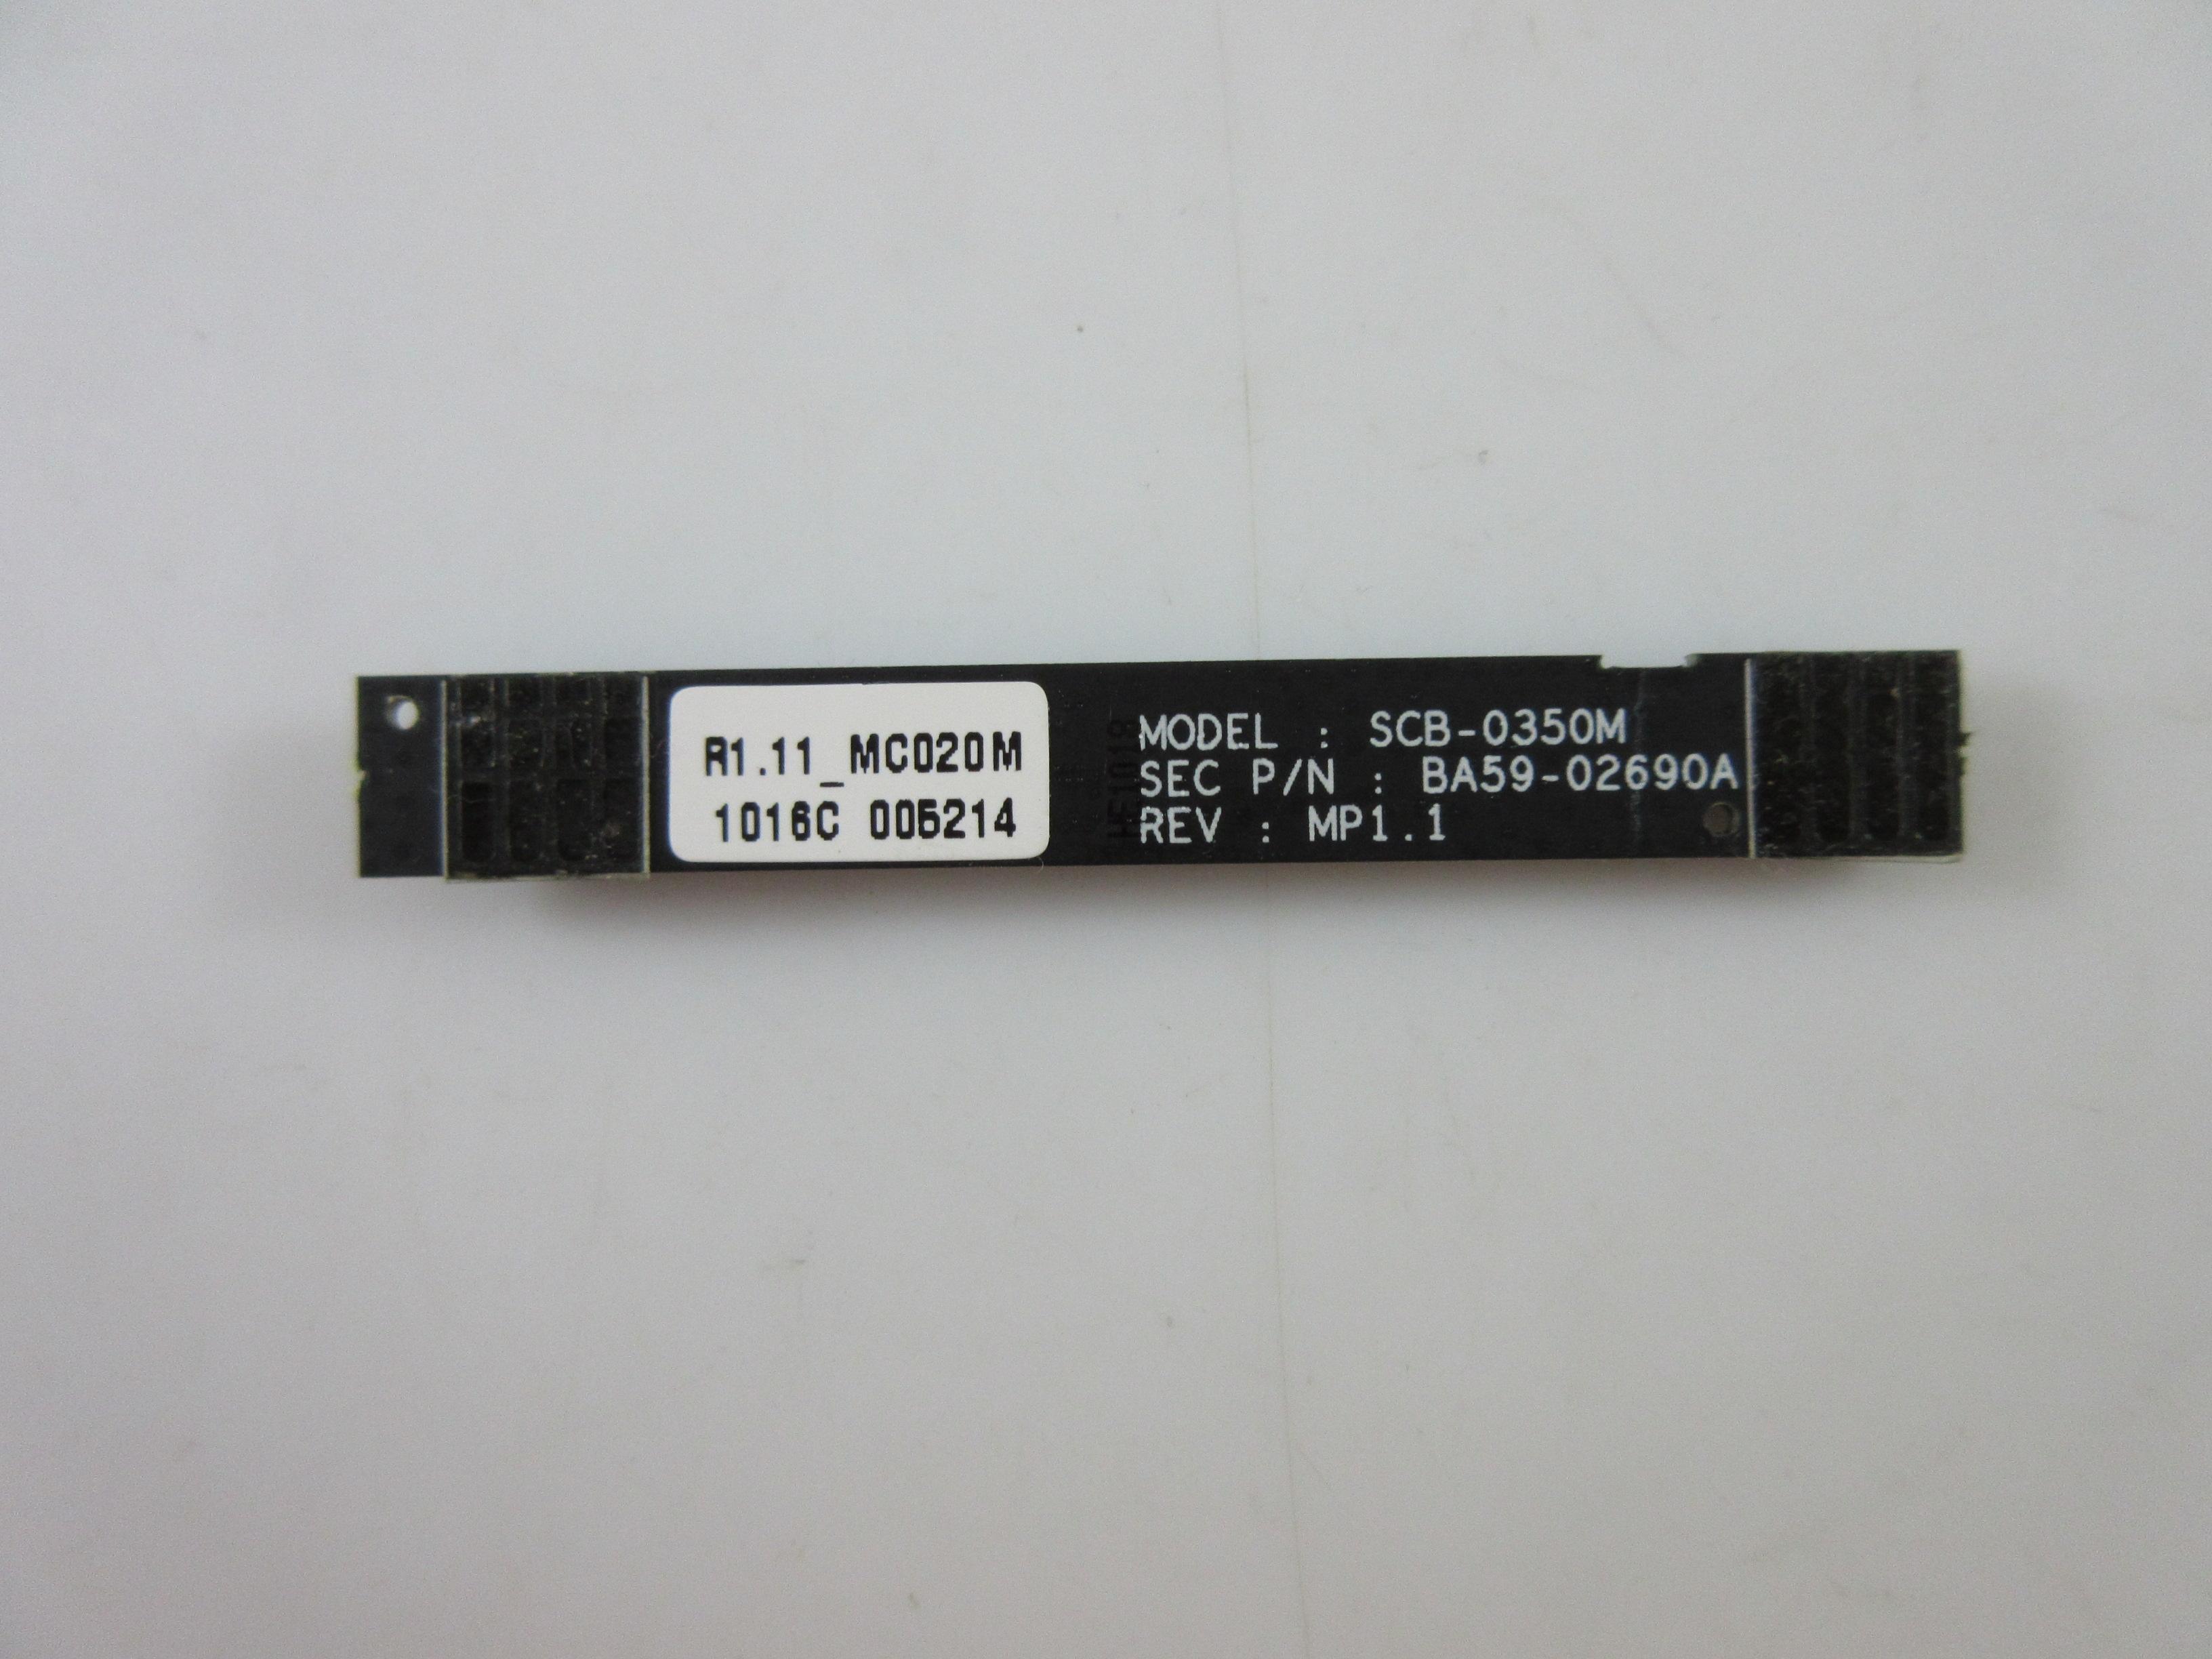 R1.11_MC020M
1016C 005214
MODEL : SCB-0350M
SEC P/N : BA59-02690A
REV : MP1.1